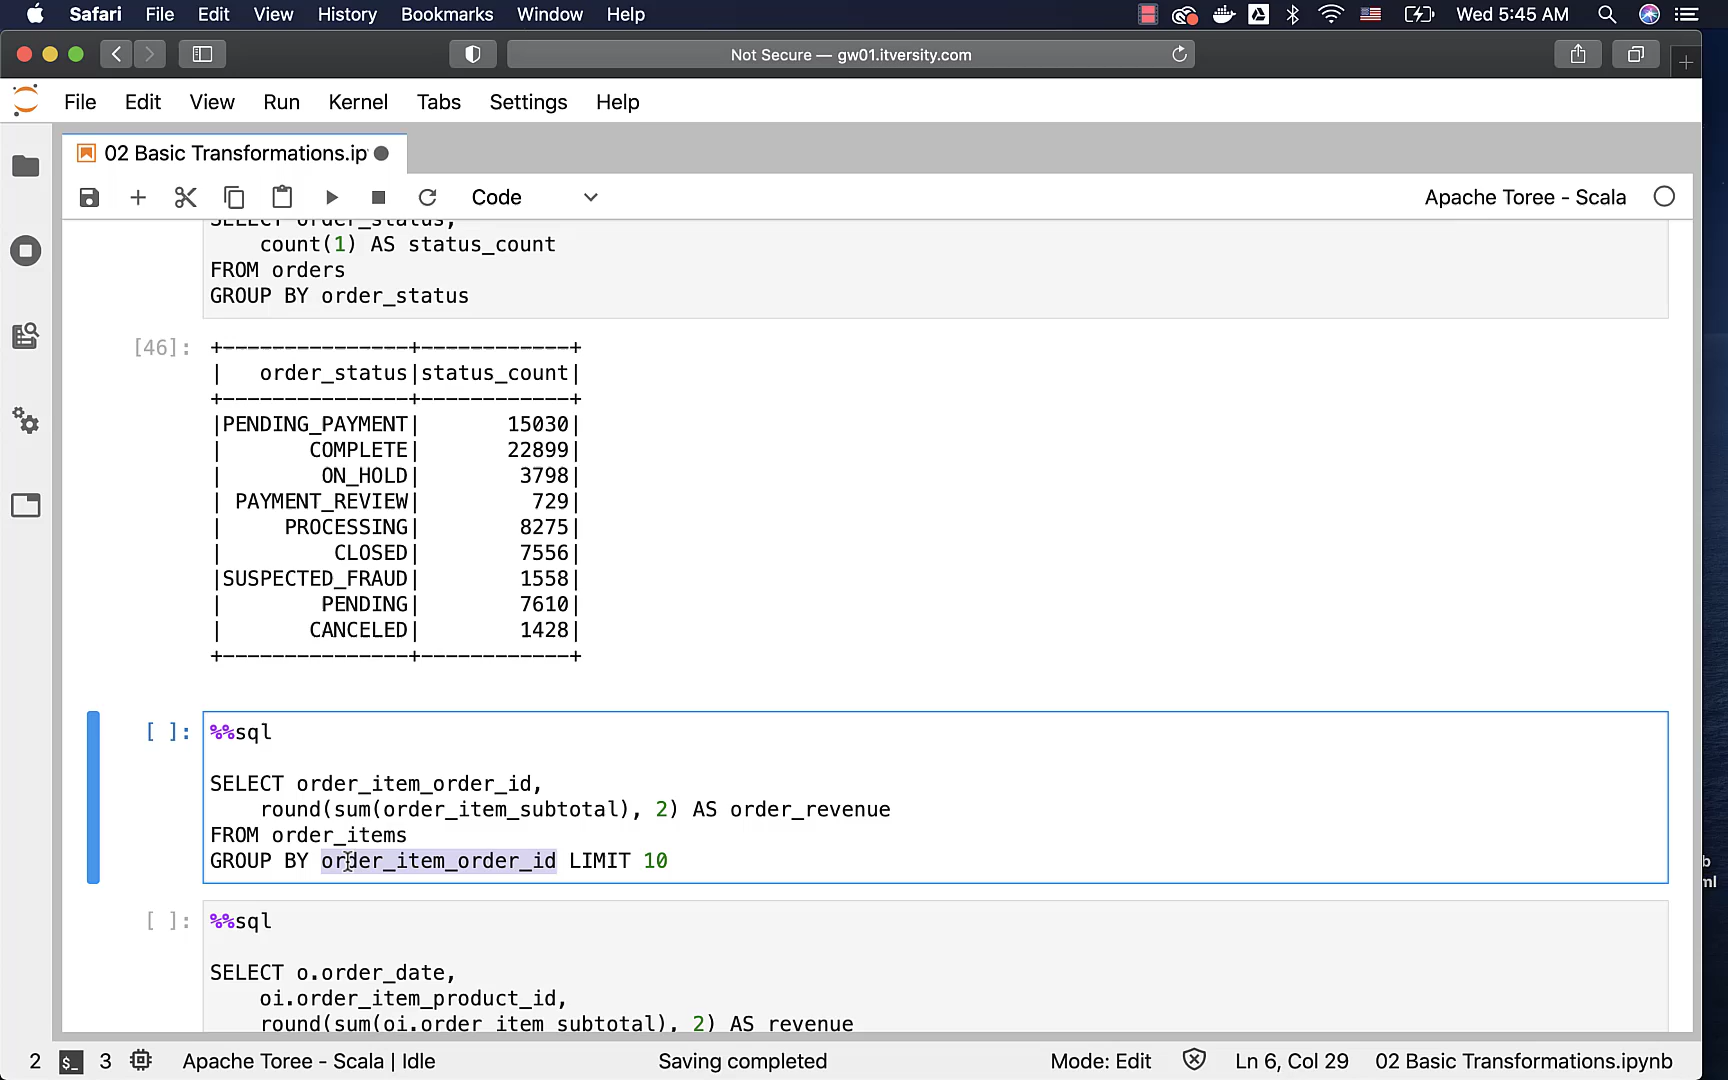 Safari File Edit View History Bookmarks Window Help Wed 5:45 AM
Not Secure — gw01.itversity.com
File Edit View Run Kernel Tabs Settings Help
02 Basic Transformations.ip
Code Apache Toree - Scala
SELECT order_status,
count(1) AS status_count
FROM orders
GROUP BY order_status
[46]: +---------------+------------+
| order_status|status_count|
+---------------+------------+
|PENDING_PAYMENT| 15030|
| COMPLETE| 22899|
| ON_HOLD| 3798|
| PAYMENT_REVIEW| 729|
| PROCESSING| 8275|
| CLOSED| 7556|
|SUSPECTED_FRAUD| 1558|
| PENDING| 7610|
| CANCELED| 1428|
+---------------+------------+
[ ]: %%sql
SELECT order_item_order_id,
round(sum(order_item_subtotal), 2) AS order_revenue
FROM order_items
GROUP BY order_item_order_id LIMIT 10
[ ]: %%sql
SELECT o.order_date,
oi.order_item_product_id,
round(sum(oi.order_item_subtotal), 2) AS revenue
2 $_ 3 Apache Toree - Scala | Idle Saving completed Mode: Edit Ln 6, Col 29 02 Basic Transformations.ipynb